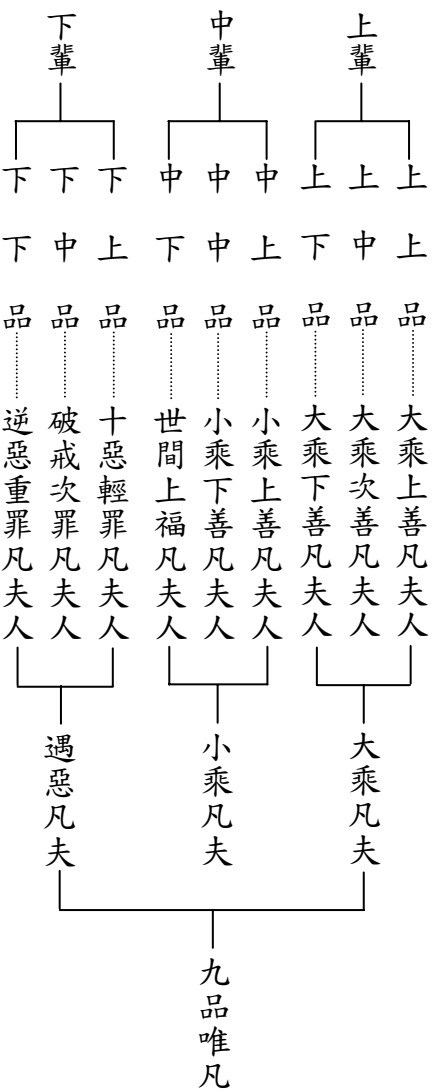 上輩
上上品………大乘上善凡夫人
上中品………大乘次善凡夫人
上下品………大乘下善凡夫人
大乘凡夫
中輩
中上品………小乘上善凡夫人
中中品………小乘下善凡夫人
中下品………世間上福凡夫人
小乘凡夫
下輩
下上品………十惡輕罪凡夫人
下中品………破戒次罪凡夫人
下下品………逆惡重罪凡夫人
遇惡凡夫
九品唯凡